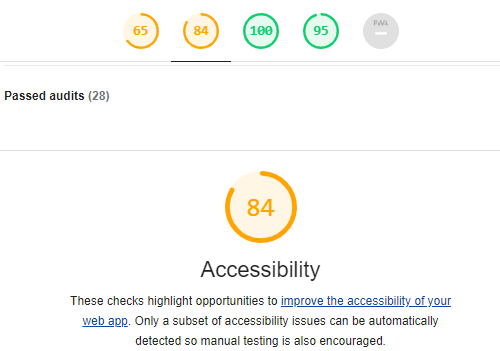 65 84 100 95 PWA
Passed audits (28)
84
Accessibility
These checks highlight opportunities to improve the accessibility of your
web app. Only a subset of accessibility issues can be automatically
detected so manual testing is also encouraged.